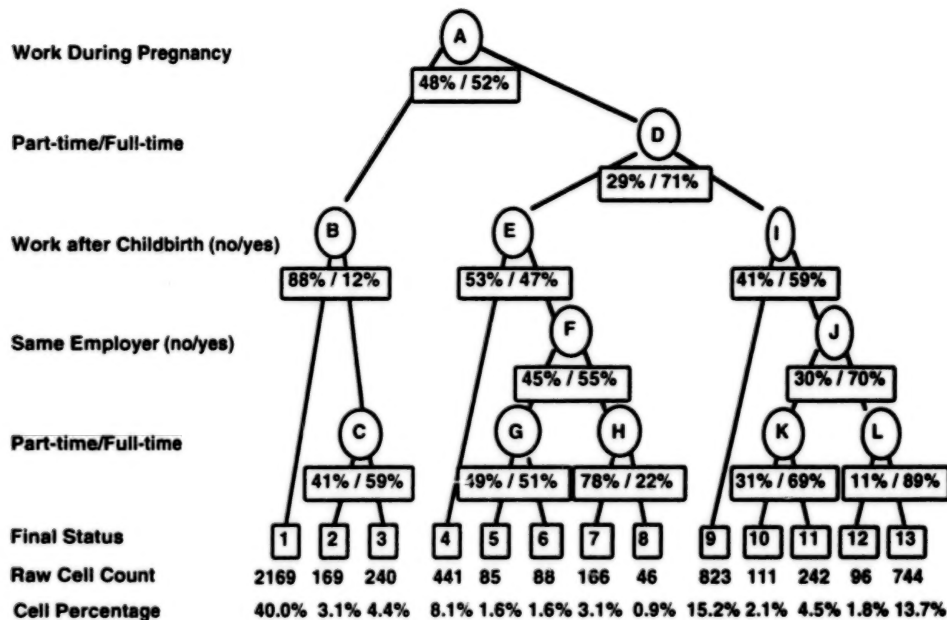 A
Work During Pregnancy
48% / 52%
D
Part-time/Full-time
29% / 71%
B E I
Work after Childbirth (no/yes)
88% / 12% 53% / 47% 41% / 59%
F J
Same Employer (no/yes)
45% / 55% 30% / 70%
C G H K L
Part-time/Full-time
41% / 59% 49% / 51% 78% / 22% 31% / 69% 11% / 89%
Final Status 1 2 3 4 5 6 7 8 9 10 11 12 13
Raw Cell Count 2169 169 240 441 85 88 166 46 823 111 242 96 744
Cell Percentage 40.0% 3.1% 4.4% 8.1% 1.6% 1.6% 3.1% 0.9% 15.2% 2.1% 4.5% 1.8% 13.7%